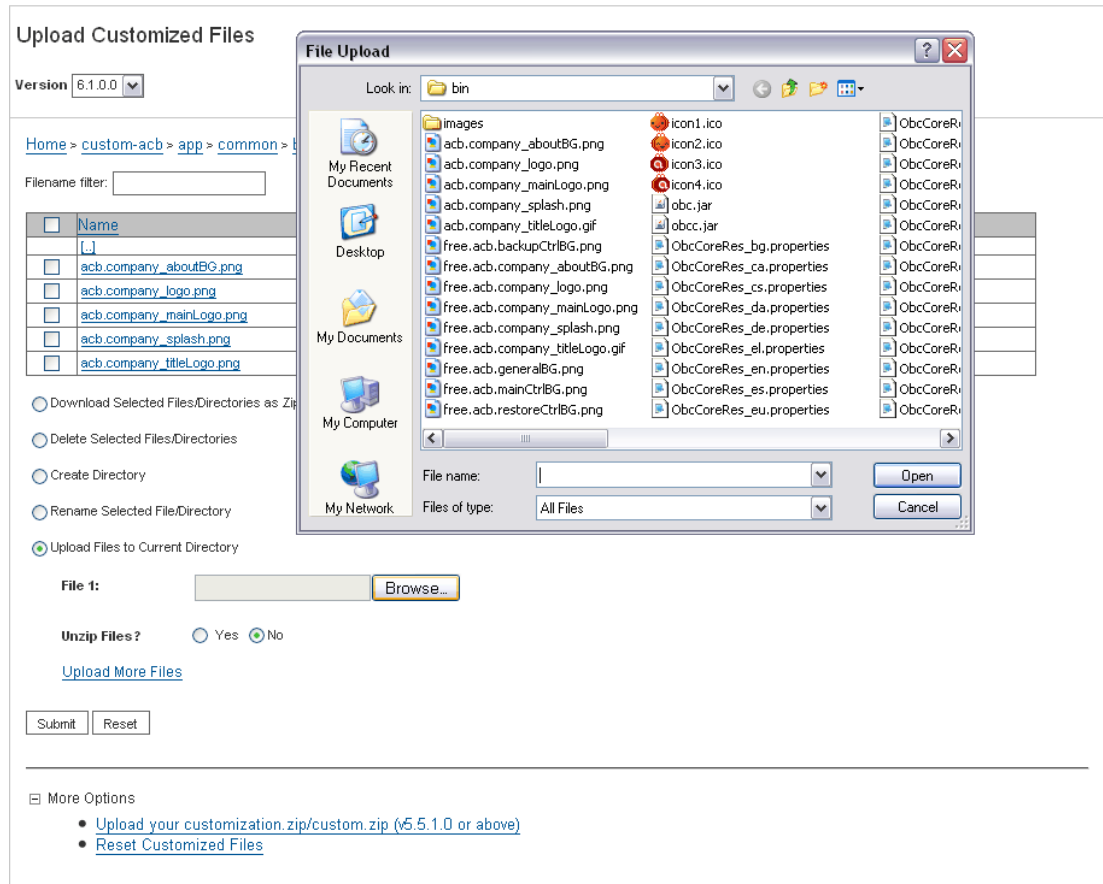 Upload Customized Files
Version 6.1.0.0
Home > custom-acb > app > common >
Filename filter:
Name
[..]
acb.company_aboutBG.png
acb.company_logo.png
acb.company_mainLogo.png
acb.company_splash.png
acb.company_titleLogo.png
Download Selected Files/Directories as Zip
Delete Selected Files/Directories
Create Directory
Rename Selected File/Directory
Upload Files to Current Directory
File 1:
Browse...
Unzip Files?
Yes
No
Upload More Files
Submit
Reset
More Options
Upload your customization.zip/custom.zip (v5.5.1.0 or above)
Reset Customized Files
File Upload
Look in:
bin
My Recent
Documents
Desktop
My Documents
My Computer
My Network
images
acb.company_aboutBG.png
acb.company_logo.png
acb.company_mainLogo.png
acb.company_splash.png
acb.company_titleLogo.gif
free.acb.backupCtrlBG.png
free.acb.company_aboutBG.png
free.acb.company_logo.png
free.acb.company_mainLogo.png
free.acb.company_splash.png
free.acb.company_titleLogo.gif
free.acb.generalBG.png
free.acb.mainCtrlBG.png
free.acb.restoreCtrlBG.png
icon1.ico
icon2.ico
icon3.ico
icon4.ico
obc.jar
obcc.jar
ObcCoreRes_bg.properties
ObcCoreRes_ca.properties
ObcCoreRes_cs.properties
ObcCoreRes_da.properties
ObcCoreRes_de.properties
ObcCoreRes_el.properties
ObcCoreRes_en.properties
ObcCoreRes_es.properties
ObcCoreRes_eu.properties
File name:
Open
Files of type:
All Files
Cancel